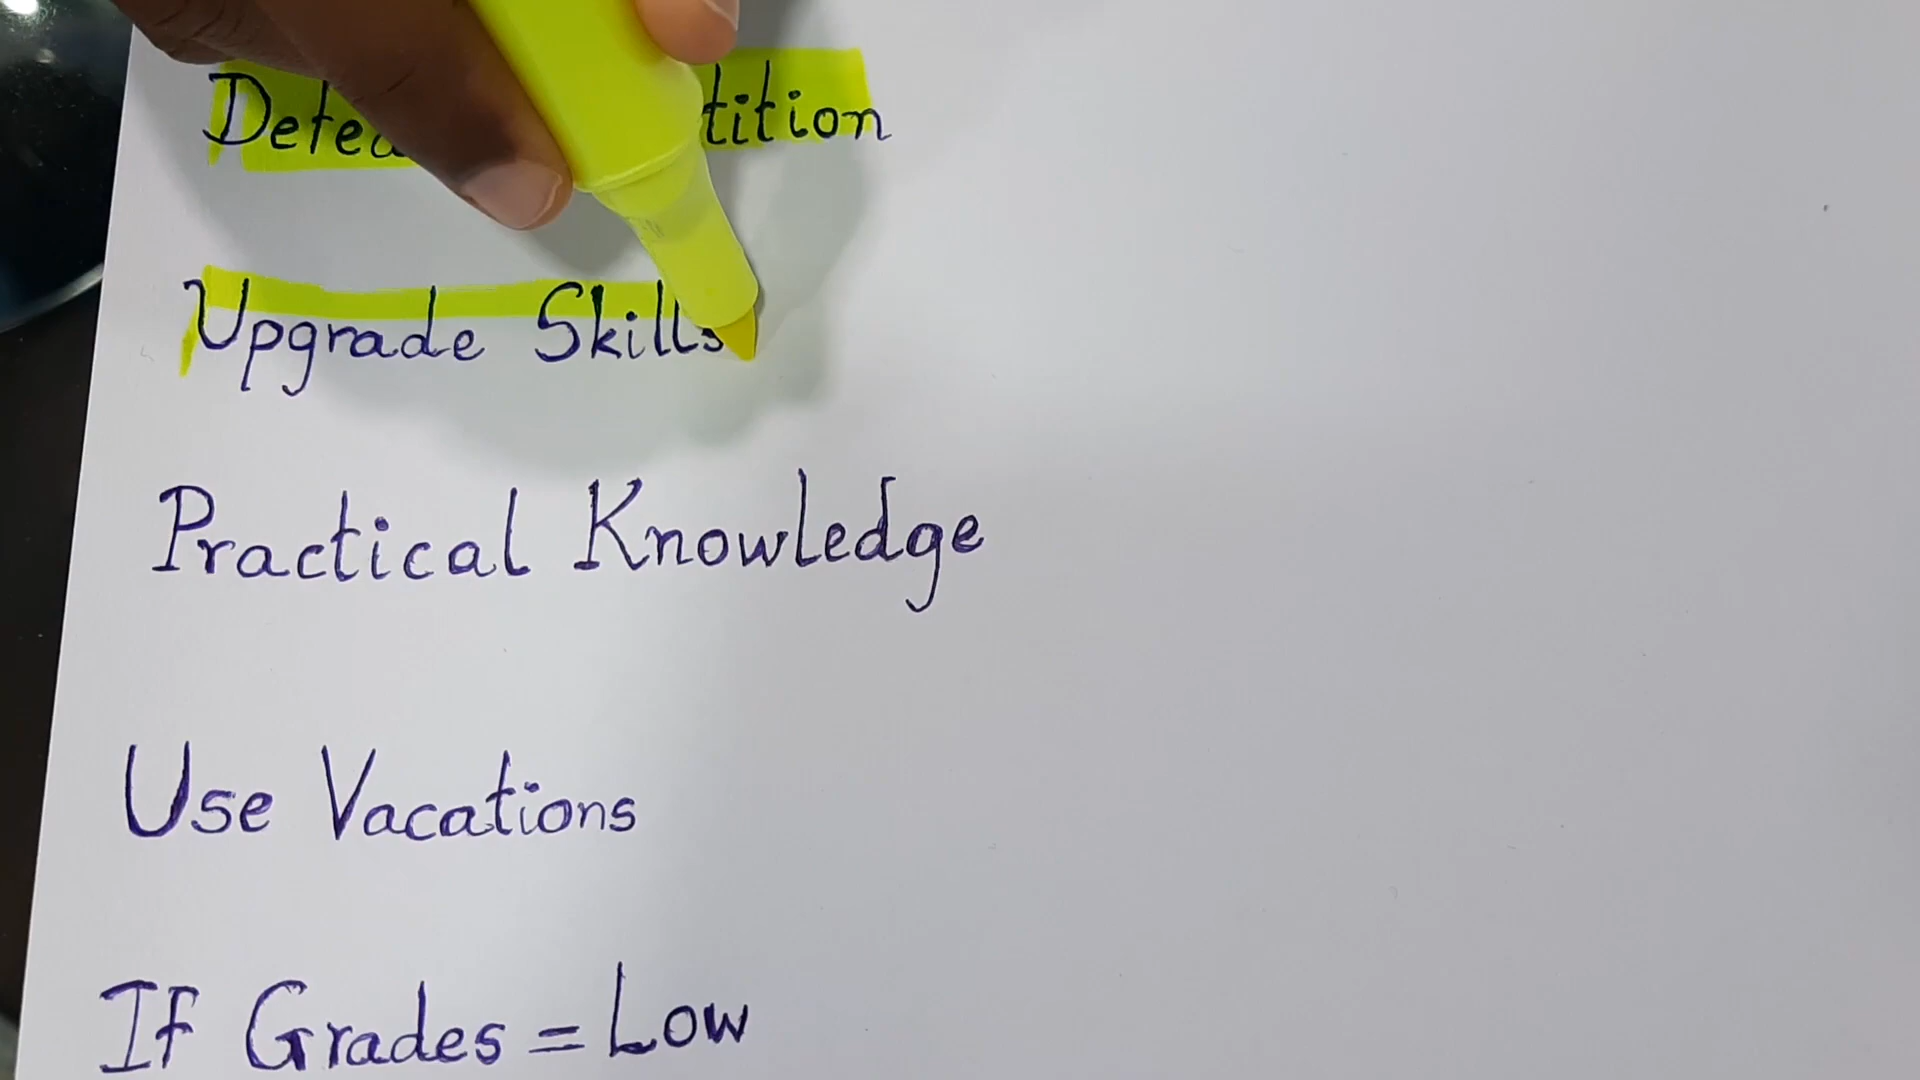 Upgrade Skills
Practical Knowledge
Use Vacations
If Grades = Low